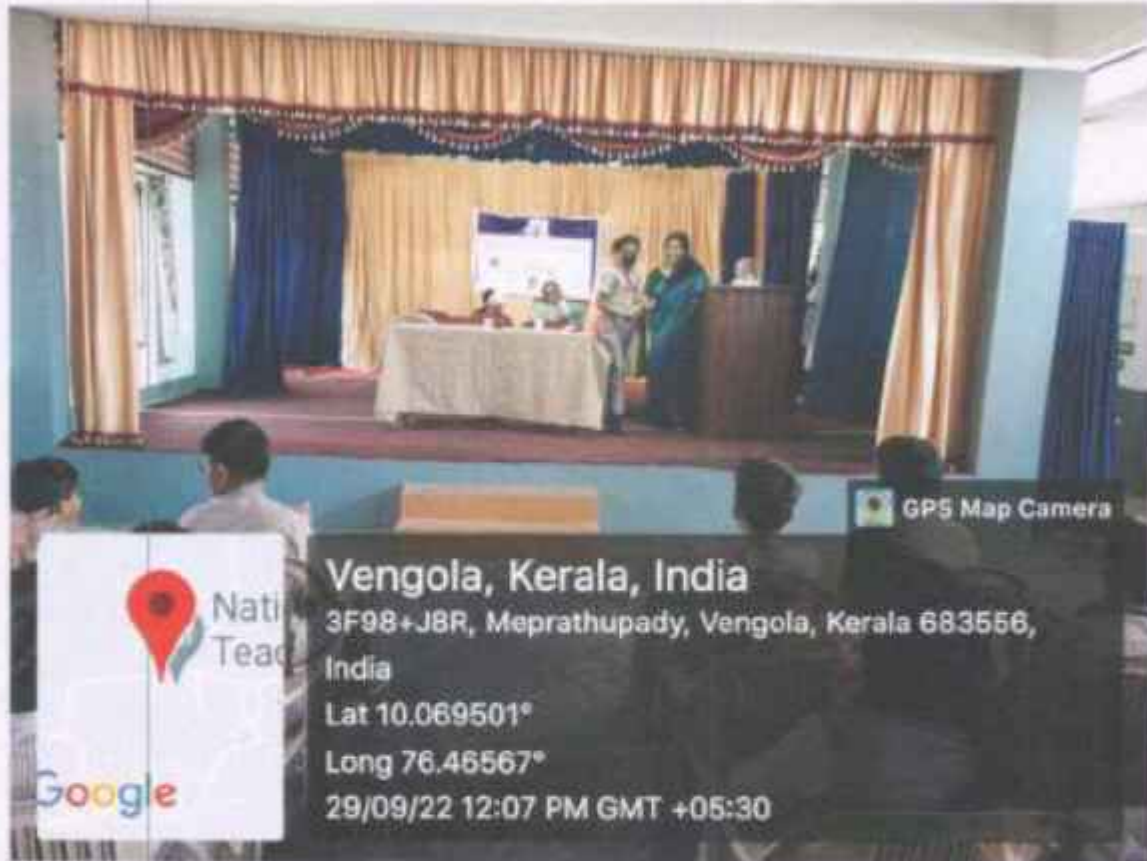 GPS Map Camera
Vengola, Kerala, India
3F98+J8R, Meprathupady, Vengola, Kerala 683556,
India
Lat 10.069501°
Long 76.46567°
29/09/22 12:07 PM GMT +05:30
Nati
Teac
Google